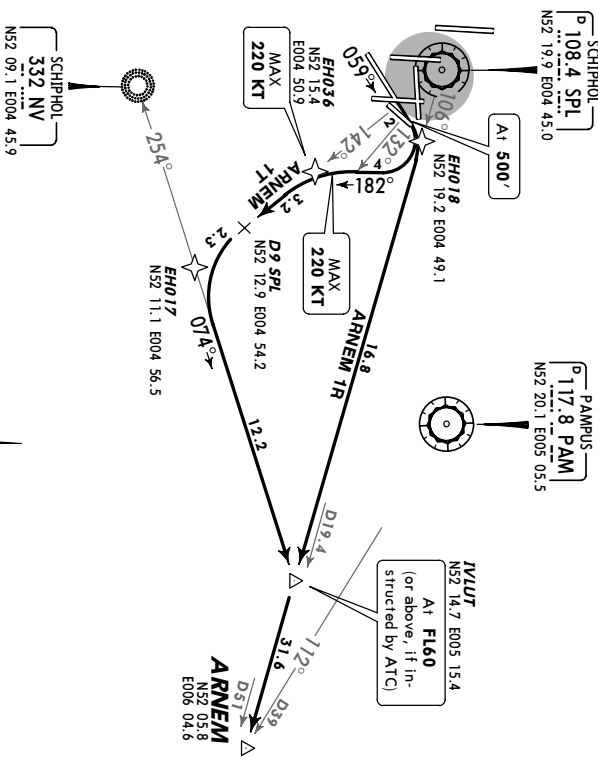 SCHIPHOL
D 108.4 SPL
N52 19.9 E004 45.0
At 500'
EH018
N52 19.2 E004 49.1
PAMPUS
D 117.8 PAM
N52 20.1 E005 05.5
059°
106°
2
132°
142°
4
182°
EH036
N52 15.4
E004 50.9
MAX
220 KT
MAX
220 KT
ARNEM
1T
3.2
D9 SPL
N52 12.9 E004 54.2
2.3
16.8
ARNEM 1R
SCHIPHOL
332 NV
N52 09.1 E004 45.9
254°
EH017
N52 11.1 E004 56.5
074°
12.2
D19.4
IVLUT
N52 14.7 E005 15.4
At FL60
(or above, if in-
structed by ATC)
112°
31.6
D51
D39
ARNEM
N52 05.8
E006 04.6